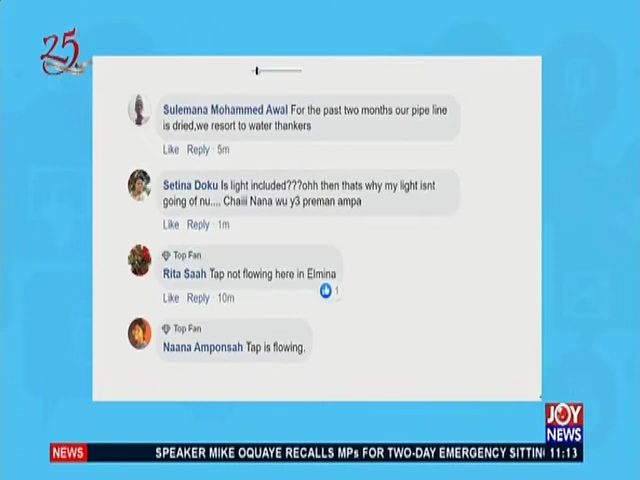 25
Sulemana Mohammed Awal For the past two months our pipe line
is dried,we resort to water thankers
Like Reply · 5m
Setina Doku Is light included???ohh then thats why my light isnt
going of nu.... Chaiii Nana wu y3 preman ampa
Like Reply · 1m
Top Fan
Rita Saah Tap not flowing here in Elmina
1
Like Reply · 10m
Top Fan
Naana Amponsah Tap is flowing.
JOY
NEWS
NEWS SPEAKER MIKE OQUAYE RECALLS MPs FOR TWO-DAY EMERGENCY SITTIN 11:13